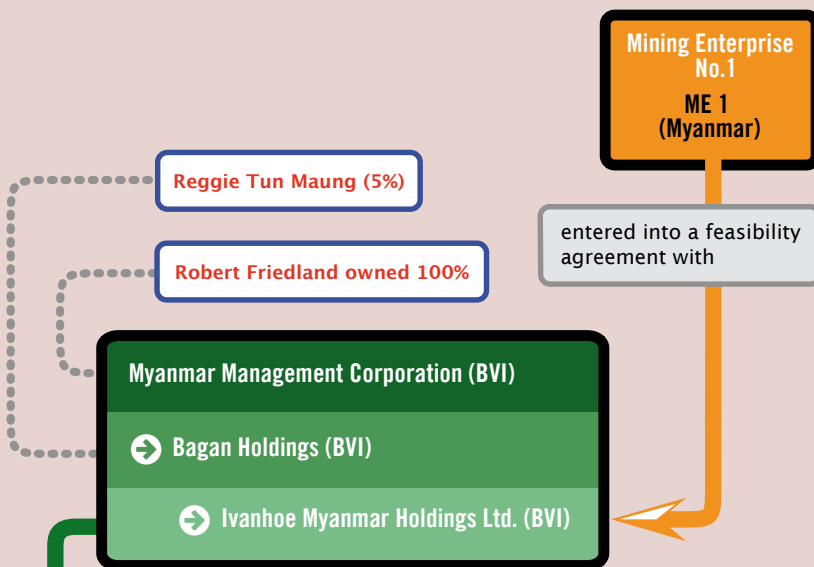 Mining Enterprise
No.1
ME 1
(Myanmar)
Reggie Tun Maung (5%)
entered into a feasibility
agreement with
Robert Friedland owned 100%
Myanmar Management Corporation (BVI)
Bagan Holdings (BVI)
Ivanhoe Myanmar Holdings Ltd. (BVI)